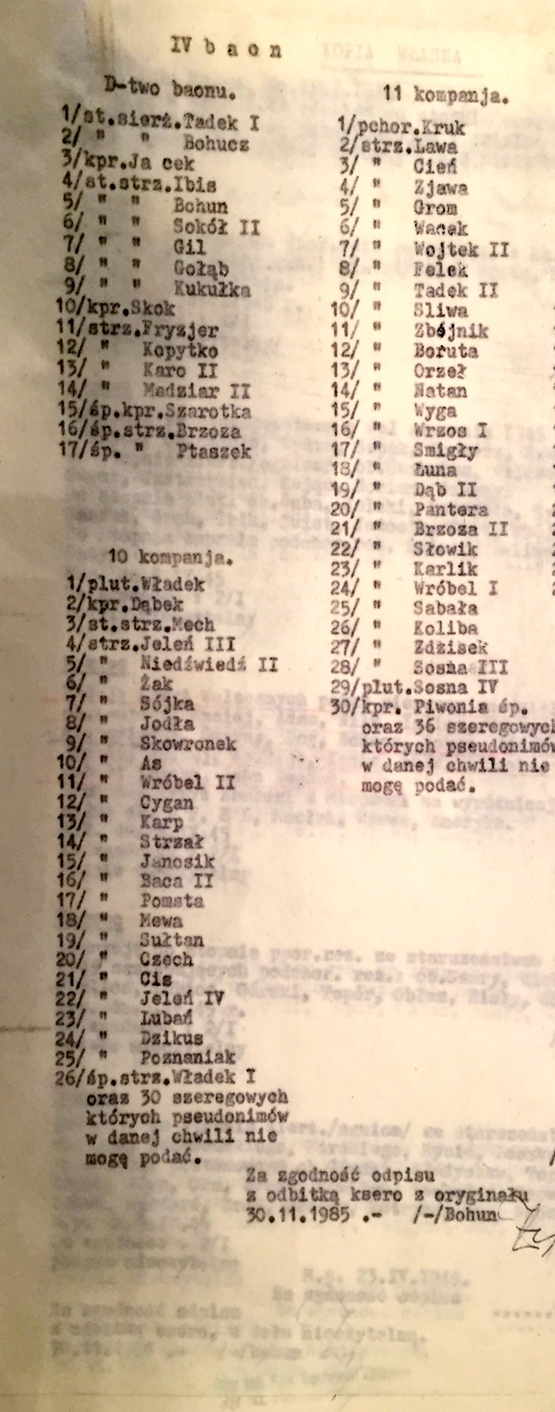 IV b a o n
D-two baonu.
1/st.sierż.Tadek I
2/ " " Bohucz
3/kpr.Ja cek
4/st.strz.Ibis
5/ " " Bohun
6/ " " Sokół II
7/ " " Gil
8/ " " Gołąb
9/ " " Kukułka
10/kpr.Skok
11/strz.Fryzjer
12/ " Kopytko
13/ " Karo II
14/ " Madziar II
15/śp.kpr.Szarotka
16/śp.strz.Brzoza
17/śp. " Ptaszek
10 kompanja.
1/plut.Władek
2/kpr.Dąbek
3/st.strz.Mech
4/strz.Jeleń III
5/ " Niedźwiedź II
6/ " Żak
7/ " Sójka
8/ " Jodła
9/ " Skowronek
10/ " As
11/ " Wróbel II
12/ " Cygan
13/ " Karp
14/ " Strzał
15/ " Janosik
16/ " Baca II
17/ " Pomsta
18/ " Mewa
19/ " Sułtan
20/ " Czech
21/ " Cis
22/ " Jeleń IV
23/ " Lubań
24/ " Dzikus
25/ " Poznaniak
26/śp.strz.Władek I
oraz 30 szeregowych
których pseudonimów
w danej chwili nie
mogę podać.
11 kompanja.
1/pchor.Kruk
2/strz.Lawa
3/ " Cień
4/ " Zjawa
5/ " Grom
6/ " Wacek
7/ " Wojtek II
8/ " Felek
9/ " Tadek II
10/ " Sliwa
11/ " Zbójnik
12/ " Boruta
13/ " Orzeł
14/ " Natan
15/ " Wyga
16/ " Wrzos I
17/ " Smigły
18/ " Łuna
19/ " Dąb II
20/ " Pantera
21/ " Brzoza II
22/ " Słowik
23/ " Karlik
24/ " Wróbel I
25/ " Sabała
26/ " Koliba
27/ " Zdzisek
28/ " Sosna III
29/plut.Sosna IV
30/kpr. Piwonia śp.
oraz 36 szeregowych
których pseudonimów
w danej chwili nie
mogę podać.
Za zgodność odpisu
z odbitką ksero z oryginału
30.11.1985 .- /-/Bohun